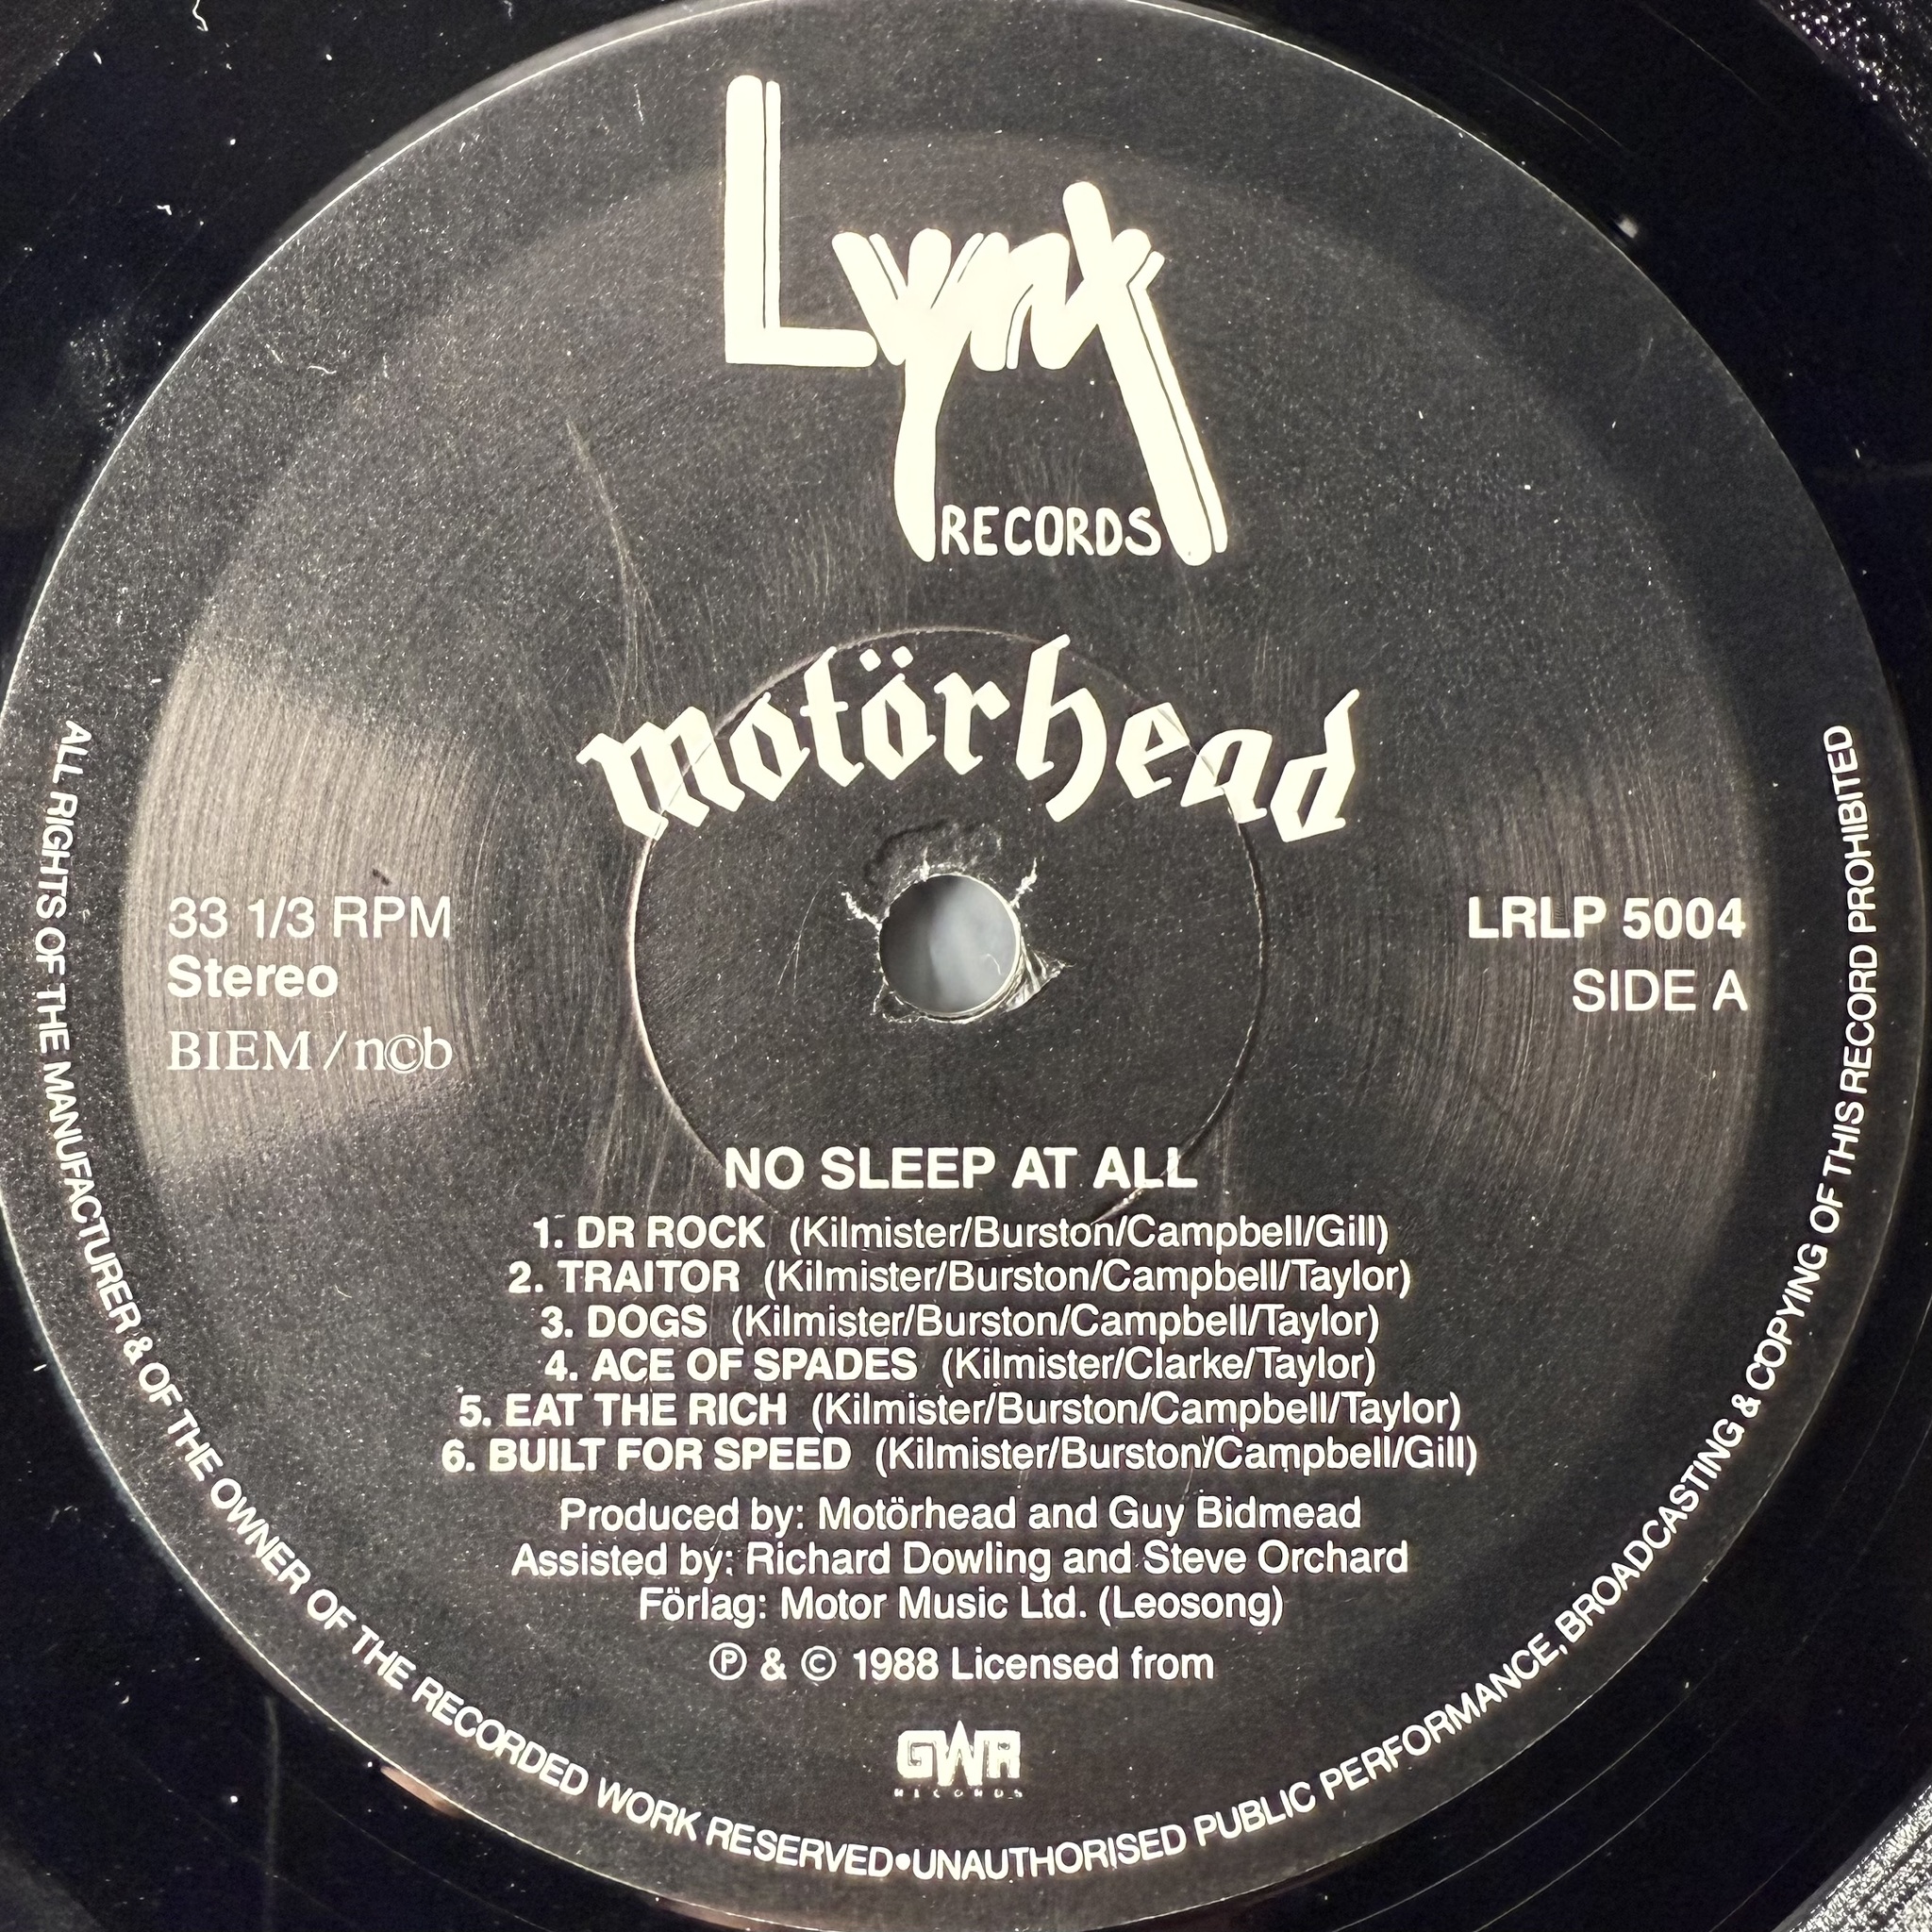 Lynx
RECORDS
motörhead
33 1/3 RPM
Stereo
BIEM / n©b
LRLP 5004
SIDE A
NO SLEEP AT ALL
1. DR ROCK (Kilmister/Burston/Campbell/Gill)
2. TRAITOR (Kilmister/Burston/Campbell/Taylor)
3. DOGS (Kilmister/Burston/Campbell/Taylor)
4. ACE OF SPADES (Kilmister/Clarke/Taylor)
5. EAT THE RICH (Kilmister/Burston/Campbell/Taylor)
6. BUILT FOR SPEED (Kilmister/Burston/Campbell/Gill)
Produced by: Motörhead and Guy Bidmead
Assisted by: Richard Dowling and Steve Orchard
Förlag: Motor Music Ltd. (Leosong)
℗ & © 1988 Licensed from
GWR
RECORDS
ALL RIGHTS OF THE MANUFACTURER & OF THE OWNER OF THE RECORDED WORK RESERVED•UNAUTHORISED PUBLIC PERFORMANCE, BROADCASTING & COPYING OF THIS RECORD PROHIBITED